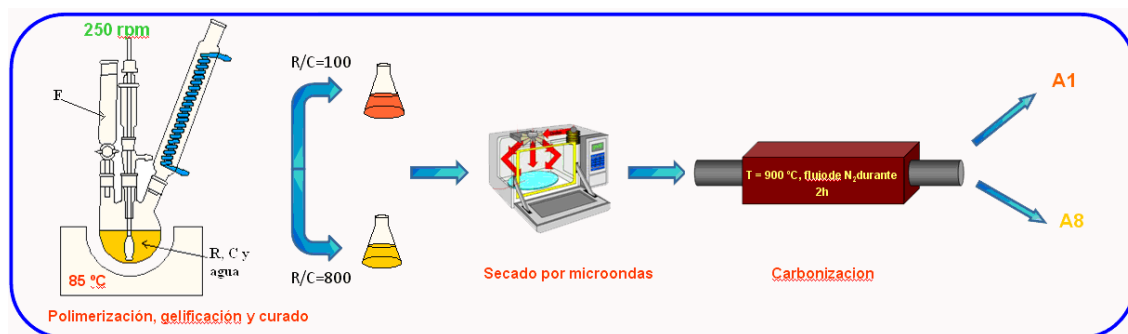 250 rpm
F
R, C y
agua
85 °C
Polimerización, gelificación y curado
R/C=100
R/C=800
Secado por microondas
T = 900 °C, flujo de N2 durante
2h
Carbonizacion
A1
A8